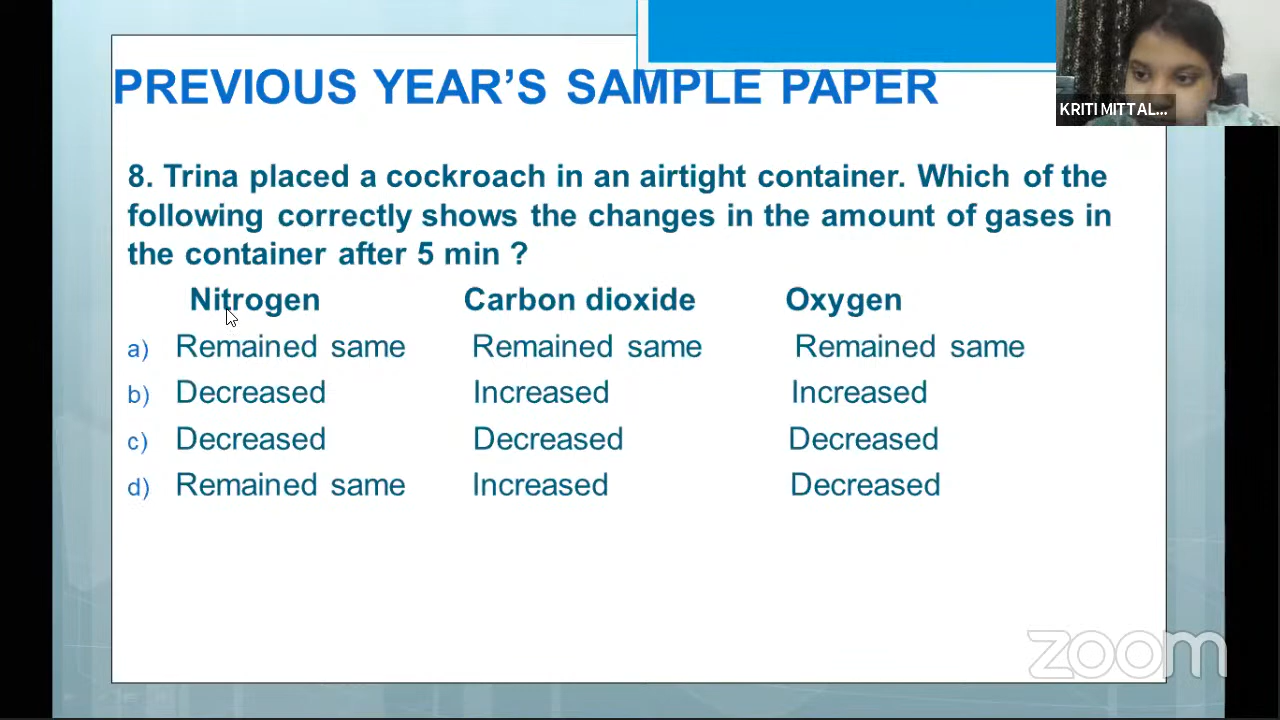 PREVIOUS YEAR’S SAMPLE PAPER
KRITI MITTAL...
8. Trina placed a cockroach in an airtight container. Which of the
following correctly shows the changes in the amount of gases in
the container after 5 min ?
Nitrogen Carbon dioxide Oxygen
a) Remained same Remained same Remained same
b) Decreased Increased Increased
c) Decreased Decreased Decreased
d) Remained same Increased Decreased
zoom